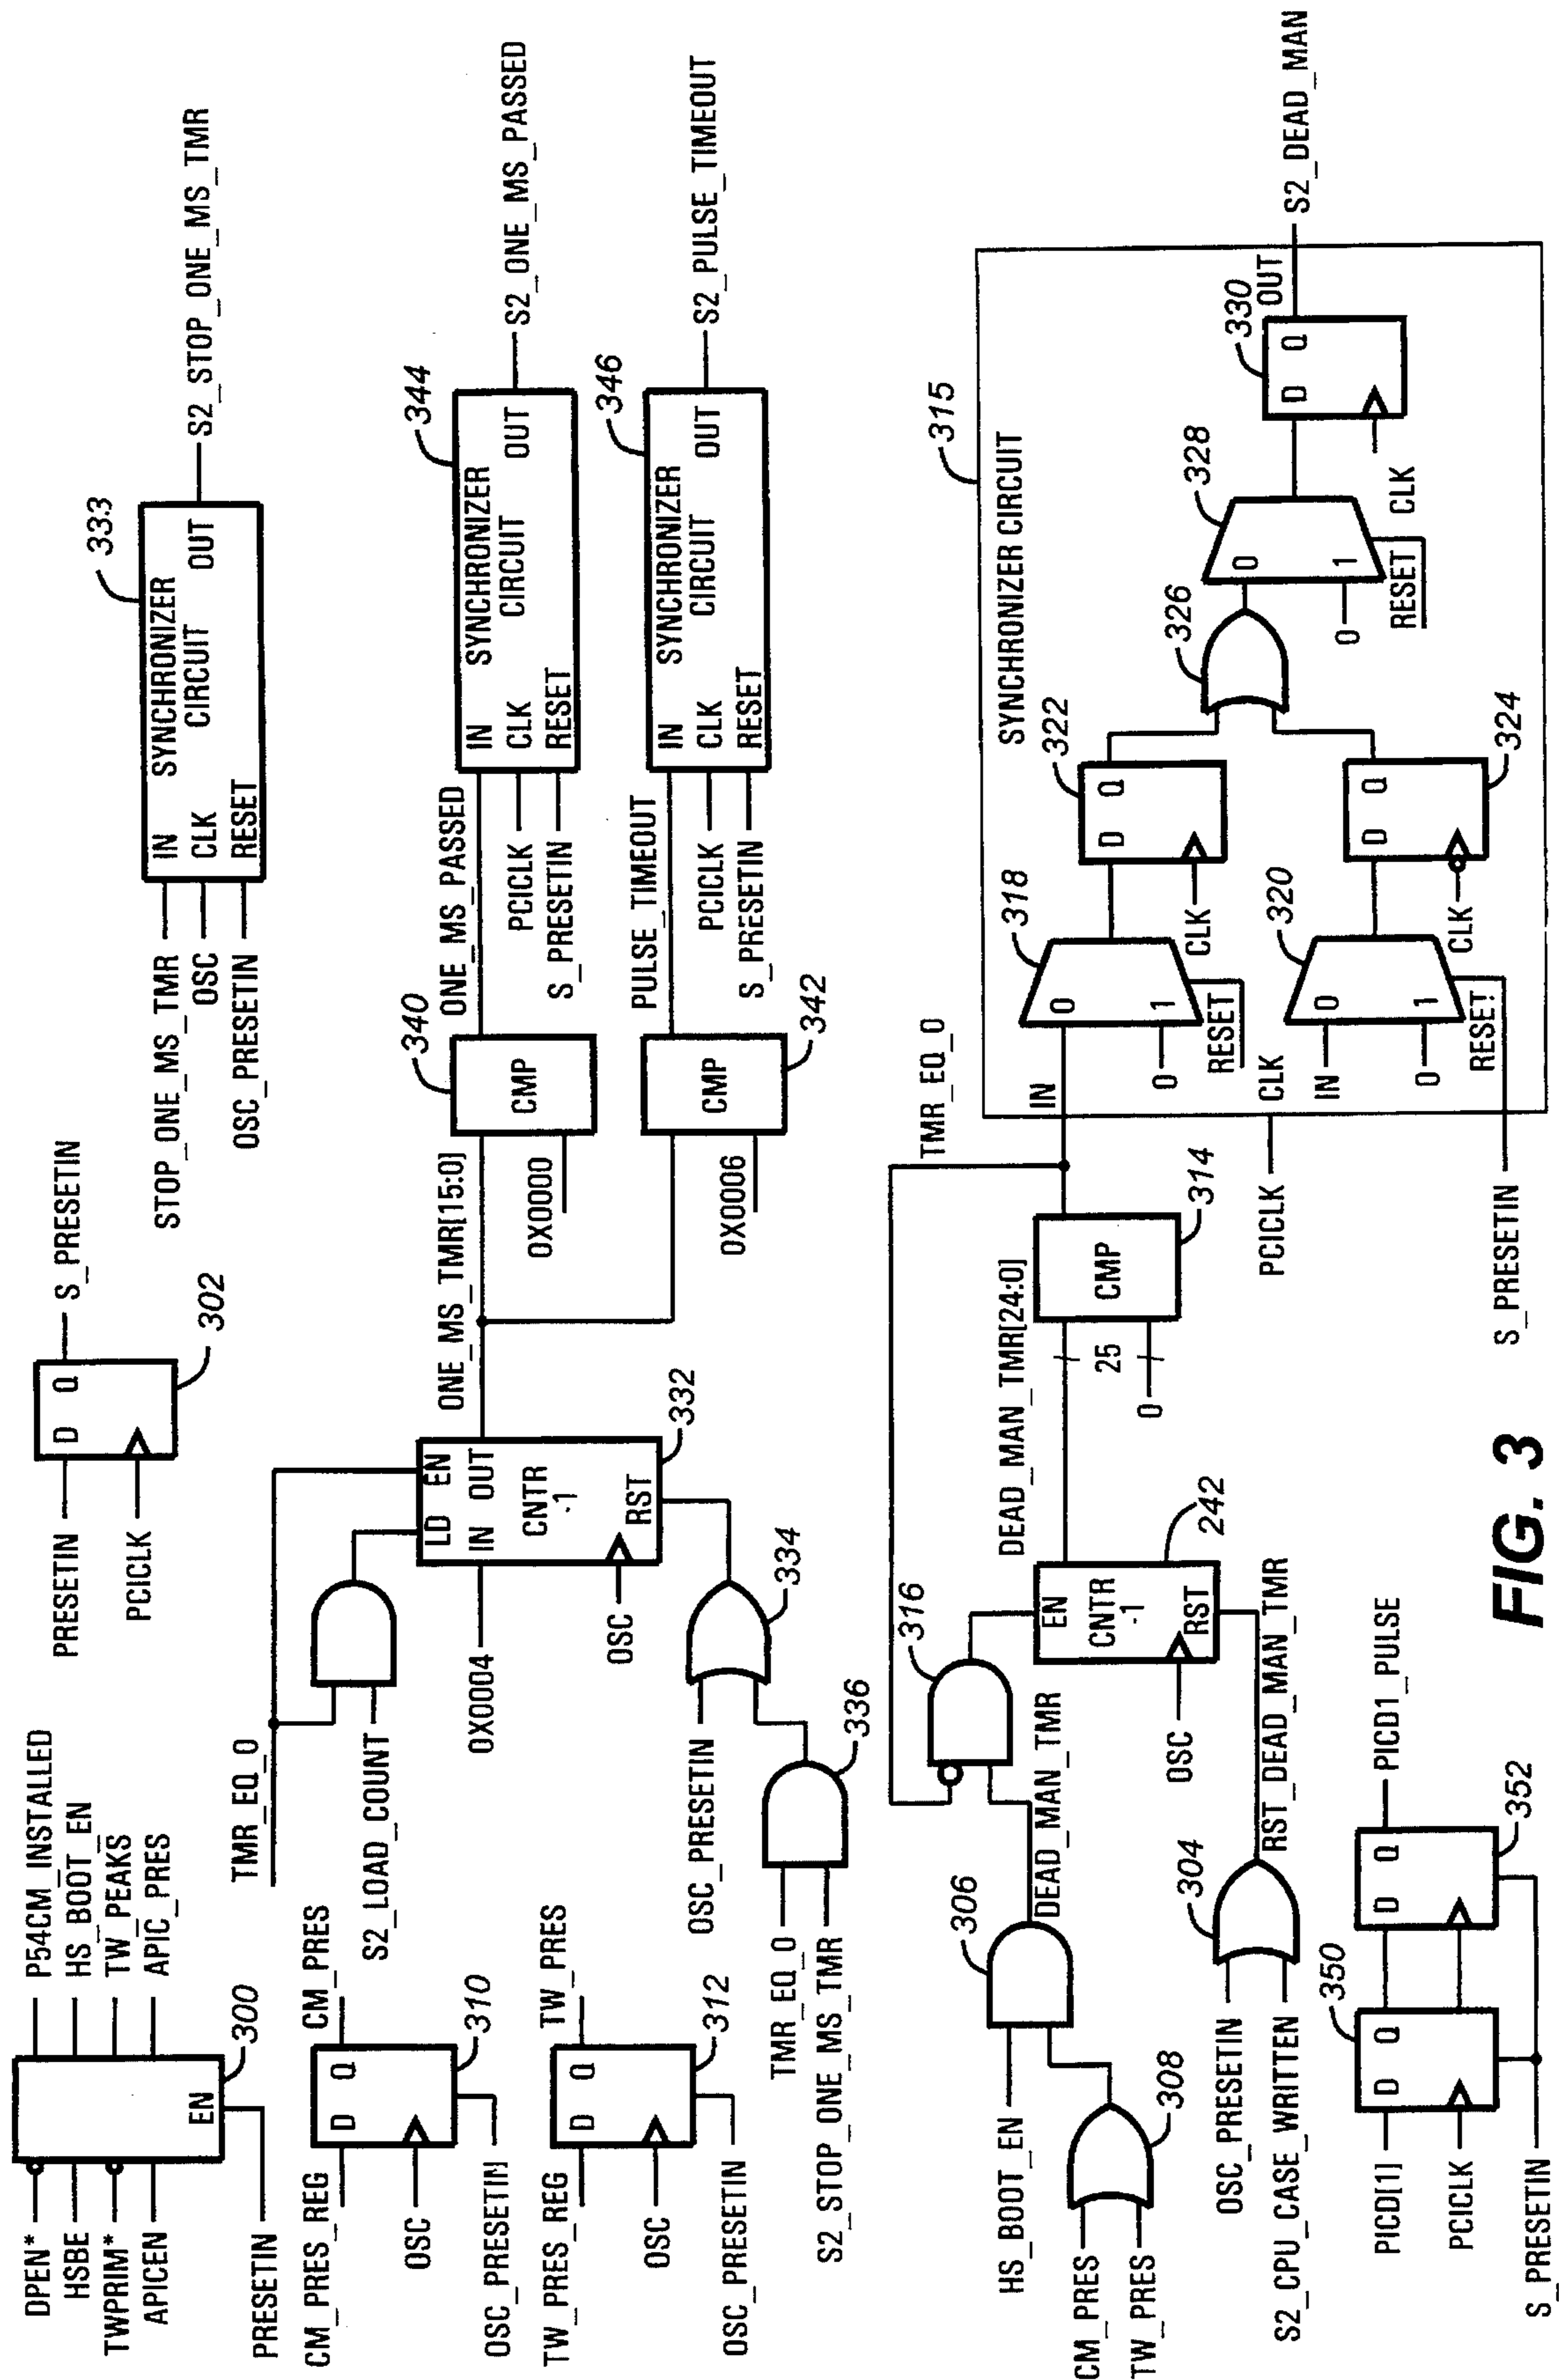 DPEN*
HSBE
TWPRIM*
APICEN
PRESETIN
EN
300
P54CM_INSTALLED
HS_BOOT_EN
TW_PEAKS
APIC_PRES
PRESETIN
PCICLK
D Q
302
S_PRESETIN
STOP_ONE_MS_TMR
OSC
OSC_PRESETIN
IN SYNCHRONIZER
CLK CIRCUIT OUT
RESET
333
S2_STOP_ONE_MS_TMR
CM_PRES_REG
OSC
OSC_PRESETIN
D Q
310
CM_PRES
TW_PRES_REG
OSC
OSC_PRESETIN
D Q
312
TW_PRES
TMR_EQ_0
S2_LOAD_COUNT
0X0004
OSC
LD EN
IN OUT
CNTR
-1
RST
332
OSC_PRESETIN
334
TMR_EQ_0
S2_STOP_ONE_MS_TMR
336
ONE_MS_TMR[15:0]
0X0000
CMP
340
ONE_MS_PASSED
PCICLK
S_PRESETIN
IN SYNCHRONIZER
CLK CIRCUIT OUT
RESET
344
S2_ONE_MS_PASSED
0X0006
CMP
342
PULSE_TIMEOUT
PCICLK
S_PRESETIN
IN SYNCHRONIZER
CLK CIRCUIT OUT
RESET
346
S2_PULSE_TIMEOUT
HS_BOOT_EN
CM_PRES
TW_PRES
308
306
DEAD_MAN_TMR
316
OSC_PRESETIN
S2_CPU_CASE_WRITTEN
304
RST_DEAD_MAN_TMR
OSC
EN
CNTR
-1
RST
242
DEAD_MAN_TMR[24:0]
25
0
CMP
314
TMR_EQ_0
PCICLK
S_PRESETIN
SYNCHRONIZER CIRCUIT
315
IN
CLK
0
1
0
RESET
318
IN
0
0
1
RESET
320
D Q
CLK
322
D Q
CLK
324
326
0
0
1
RESET
328
D Q
CLK
330
OUT
S2_DEAD_MAN
PICD[1]
PCICLK
S_PRESETIN
D Q
350
D Q
352
PICD1_PULSE
FIG. 3